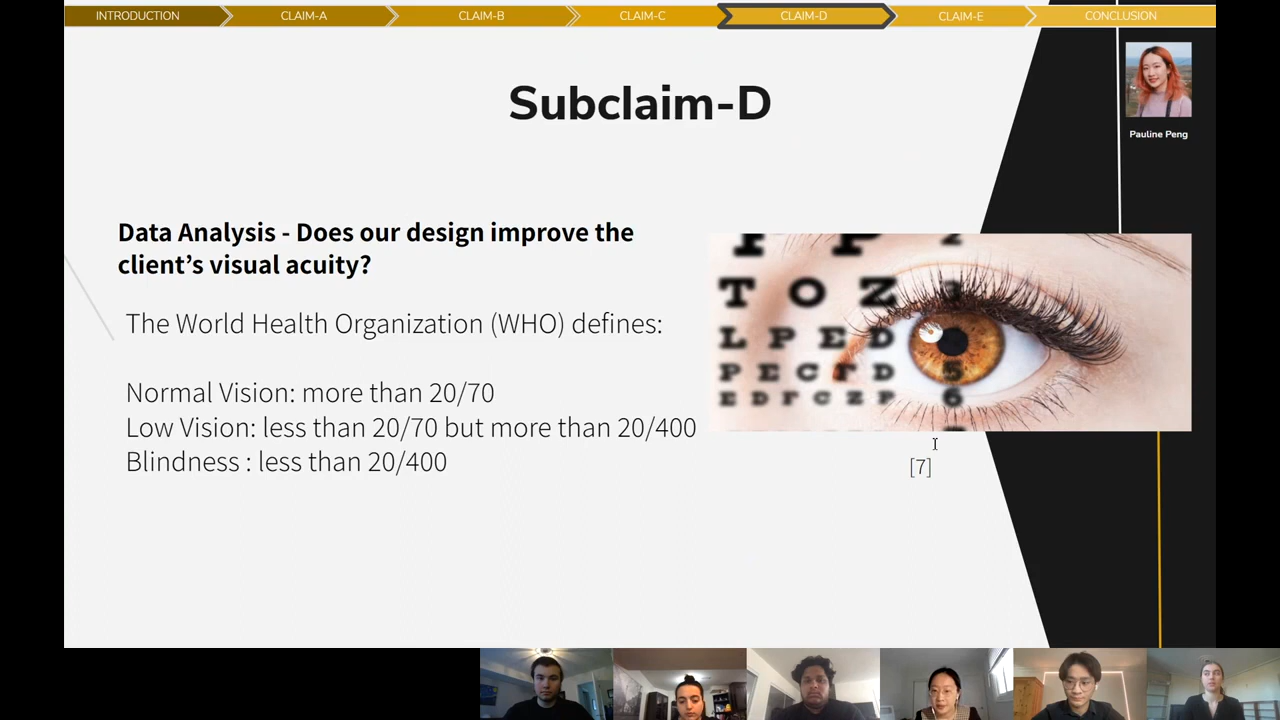 INTRODUCTION
CLAIM-A
CLAIM-B
CLAIM-C
CLAIM-D
CLAIM-E
CONCLUSION
Pauline Peng
Subclaim-D
Data Analysis - Does our design improve the
client’s visual acuity?
The World Health Organization (WHO) defines:
Normal Vision: more than 20/70
Low Vision: less than 20/70 but more than 20/400
Blindness : less than 20/400
T O Z
L P E D
P E C F D
5
E D F C Z P
6
[7]